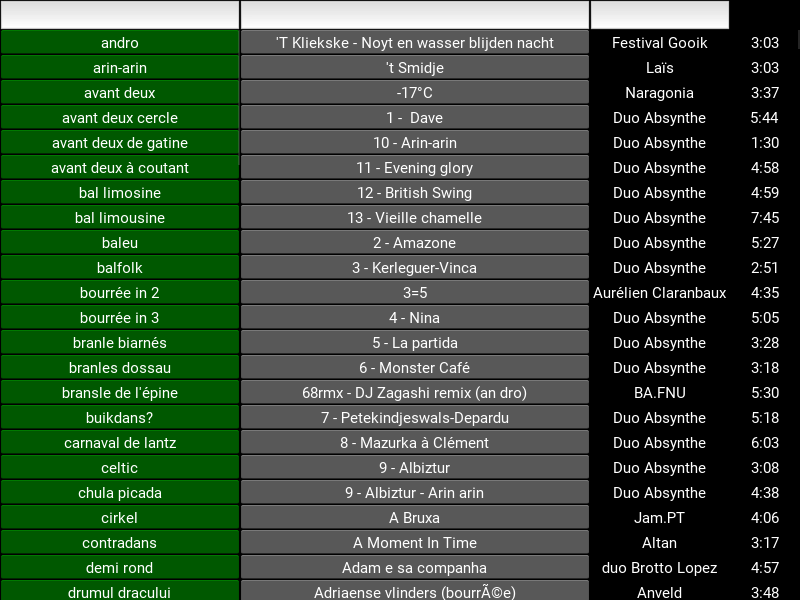 andro 'T Kliekske - Noyt en wasser blijden nacht Festival Gooik 3:03
arin-arin 't Smidje Laïs 3:03
avant deux -17°C Naragonia 3:37
avant deux cercle 1 -  Dave Duo Absynthe 5:44
avant deux de gatine 10 - Arin-arin Duo Absynthe 1:30
avant deux à coutant 11 - Evening glory Duo Absynthe 4:58
bal limosine 12 - British Swing Duo Absynthe 4:59
bal limousine 13 - Vieille chamelle Duo Absynthe 7:45
baleu 2 - Amazone Duo Absynthe 5:27
balfolk 3 - Kerleguer-Vinca Duo Absynthe 2:51
bourrée in 2 3=5 Aurélien Claranbaux 4:35
bourrée in 3 4 - Nina Duo Absynthe 5:05
branle biarnés 5 - La partida Duo Absynthe 3:28
branles dossau 6 - Monster Café Duo Absynthe 3:18
bransle de l'épine 68rmx - DJ Zagashi remix (an dro) BA.FNU 5:30
buikdans? 7 - Petekindjeswals-Depardu Duo Absynthe 5:18
carnaval de lantz 8 - Mazurka à Clément Duo Absynthe 6:03
celtic 9 - Albiztur Duo Absynthe 3:08
chula picada 9 - Albiztur - Arin arin Duo Absynthe 4:38
cirkel A Bruxa Jam.PT 4:06
contradans A Moment In Time Altan 3:17
demi rond Adam e sa companha duo Brotto Lopez 4:57
drumul dracului Adriaense vlinders (bourrÃ©e) Anveld 3:48